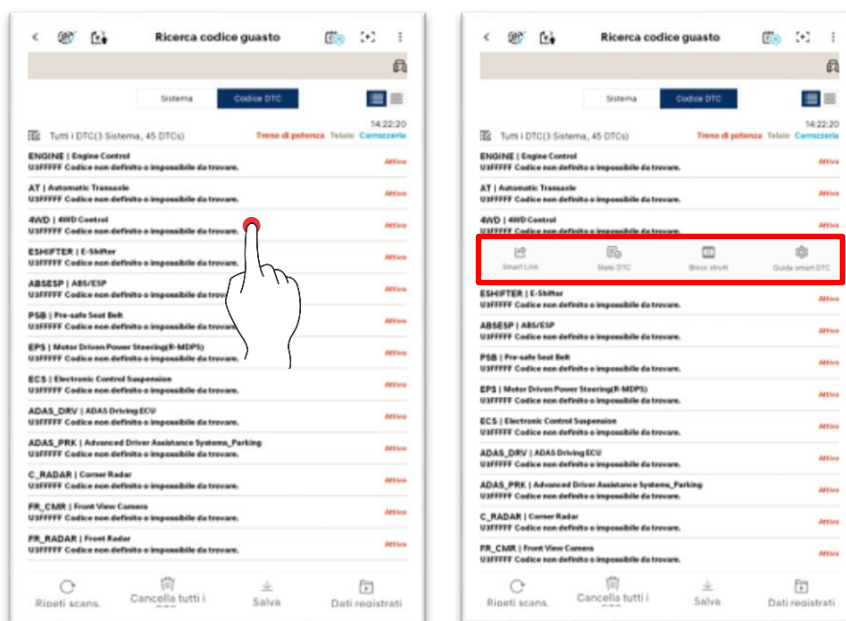 Ricerca codice guasto
Sistema
Codice DTC
14:22:20
Tutti i DTC(3 Sistema, 45 DTCs)
Treno di potenza Telaio Carrozzeria
ENGINE | Engine Control
U3FFFFF Codice non definito o impossibile da trovare.
Attivo
AT | Automatic Transaxle
U3FFFFF Codice non definito o impossibile da trovare.
Attivo
4WD | 4WD Control
U3FFFFF Codice non definito o impossibile da trovare.
Attivo
ESHIFTER | E-Shifter
U3FFFFF Codice non definito o impossibile da trovare.
Attivo
ABSESP | ABS/ESP
U3FFFFF Codice non definito o impossibile da
Attivo
PSB | Pre-safe Seat Belt
U3FFFFF Codice non definito o impossibile da trovare.
Attivo
EPS | Motor Driven Power Steering(R-MDPS)
U3FFFFF Codice non definito o impossibile da trovare.
Attivo
ECS | Electronic Control Suspension
U3FFFFF Codice non definito o impossibile da trovare.
Attivo
ADAS_DRV | ADAS Driving ECU
U3FFFFF Codice non definito o impossibile da trovare.
Attivo
ADAS_PRK | Advanced Driver Assistance Systems_Parking
U3FFFFF Codice non definito o impossibile da trovare.
Attivo
C_RADAR | Corner Radar
U3FFFFF Codice non definito o impossibile da trovare.
Attivo
FR_CMR | Front View Camera
U3FFFFF Codice non definito o impossibile da trovare.
Attivo
FR_RADAR | Front Radar
U3FFFFF Codice non definito o impossibile da trovare.
Attivo
Ripeti scans.
Cancella tutti i
Salva
Dati registrati
Ricerca codice guasto
Sistema
Codice DTC
14:22:20
Tutti i DTC(3 Sistema, 45 DTCs)
Treno di potenza Telaio Carrozzeria
ENGINE | Engine Control
U3FFFFF Codice non definito o impossibile da trovare.
Attivo
AT | Automatic Transaxle
U3FFFFF Codice non definito o impossibile da trovare.
Attivo
4WD | 4WD Control
U3FFFFF Codice non definito o impossibile da trovare.
Attivo
Smart Link
Stato DTC
Guida smart DTC
ESHIFTER | E-Shifter
U3FFFFF Codice non definito o impossibile da trovare.
Attivo
ABSESP | ABS/ESP
U3FFFFF Codice non definito o impossibile da trovare.
Attivo
PSB | Pre-safe Seat Belt
U3FFFFF Codice non definito o impossibile da trovare.
Attivo
EPS | Motor Driven Power Steering(R-MDPS)
U3FFFFF Codice non definito o impossibile da trovare.
Attivo
ECS | Electronic Control Suspension
U3FFFFF Codice non definito o impossibile da trovare.
Attivo
ADAS_DRV | ADAS Driving ECU
U3FFFFF Codice non definito o impossibile da trovare.
Attivo
ADAS_PRK | Advanced Driver Assistance Systems_Parking
U3FFFFF Codice non definito o impossibile da trovare.
Attivo
C_RADAR | Corner Radar
U3FFFFF Codice non definito o impossibile da trovare.
Attivo
FR_CMR | Front View Camera
U3FFFFF Codice non definito o impossibile da trovare.
Attivo
Ripeti scans.
Cancella tutti i
Salva
Dati registrati